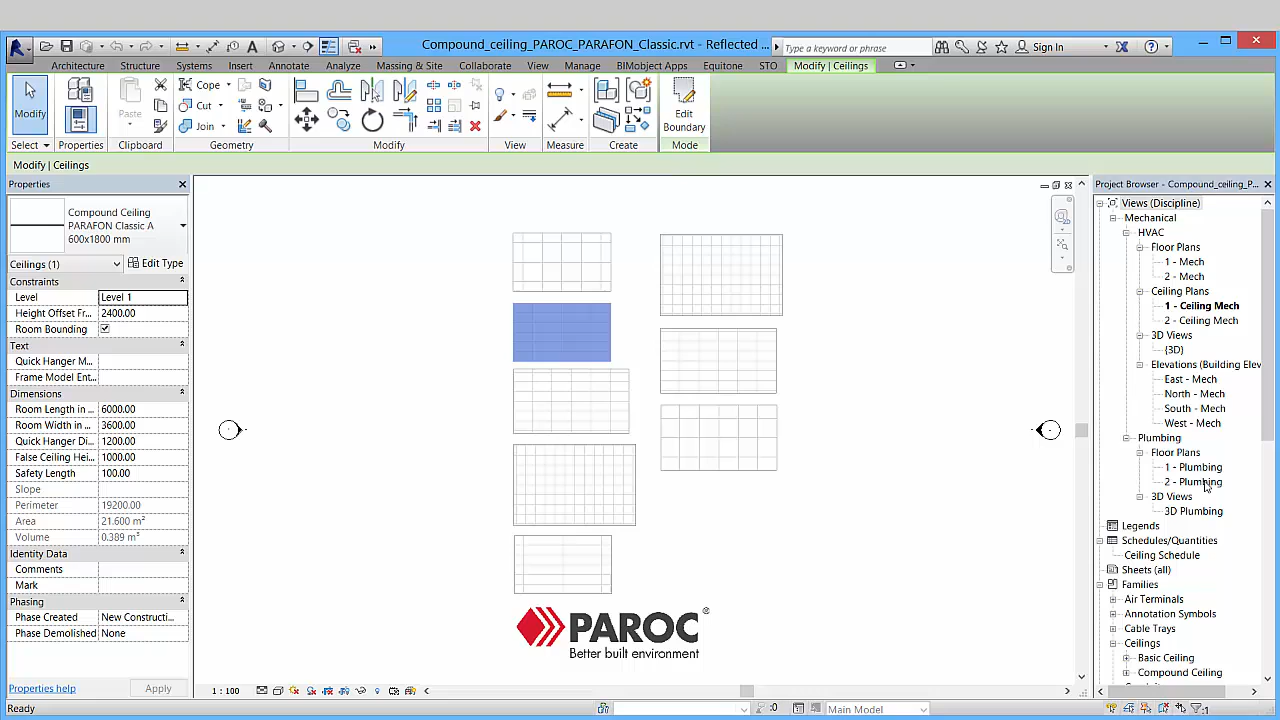 Compound_ceiling_PAROC_PARAFON_Classic.rvt - Reflected ...
Type a keyword or phrase
Sign In
Architecture Structure Systems Insert Annotate Analyze Massing & Site Collaborate View Manage BIMobject Apps Equitone STO Modify | Ceilings
Modify
Paste
Cope
Cut
Join
Edit
Boundary
Select Properties Clipboard Geometry Modify View Measure Create Mode
Modify | Ceilings
Properties
Compound Ceiling
PARAFON Classic A
600x1800 mm
Ceilings (1)
Edit Type
Constraints
Level Level 1
Height Offset Fr... 2400.00
Room Bounding
Text
Quick Hanger M...
Frame Model Ent...
Dimensions
Room Length in ... 6000.00
Room Width in ... 3600.00
Quick Hanger Di... 1200.00
False Ceiling Hei... 1000.00
Safety Length 100.00
Slope
Perimeter 19200.00
Area 21.600 m²
Volume 0.389 m³
Identity Data
Comments
Mark
Phasing
Phase Created New Constructi...
Phase Demolished None
Properties help
Apply
PAROC®
Better built environment
1 : 100
Project Browser - Compound_ceiling_P...
Views (Discipline)
Mechanical
HVAC
Floor Plans
1 - Mech
2 - Mech
Ceiling Plans
1 - Ceiling Mech
2 - Ceiling Mech
3D Views
{3D}
Elevations (Building Elev
East - Mech
North - Mech
South - Mech
West - Mech
Plumbing
Floor Plans
1 - Plumbing
2 - Plumbing
3D Views
3D Plumbing
Legends
Schedules/Quantities
Ceiling Schedule
Sheets (all)
Families
Air Terminals
Annotation Symbols
Cable Trays
Ceilings
Basic Ceiling
Compound Ceiling
Ready
:0
Main Model
:1